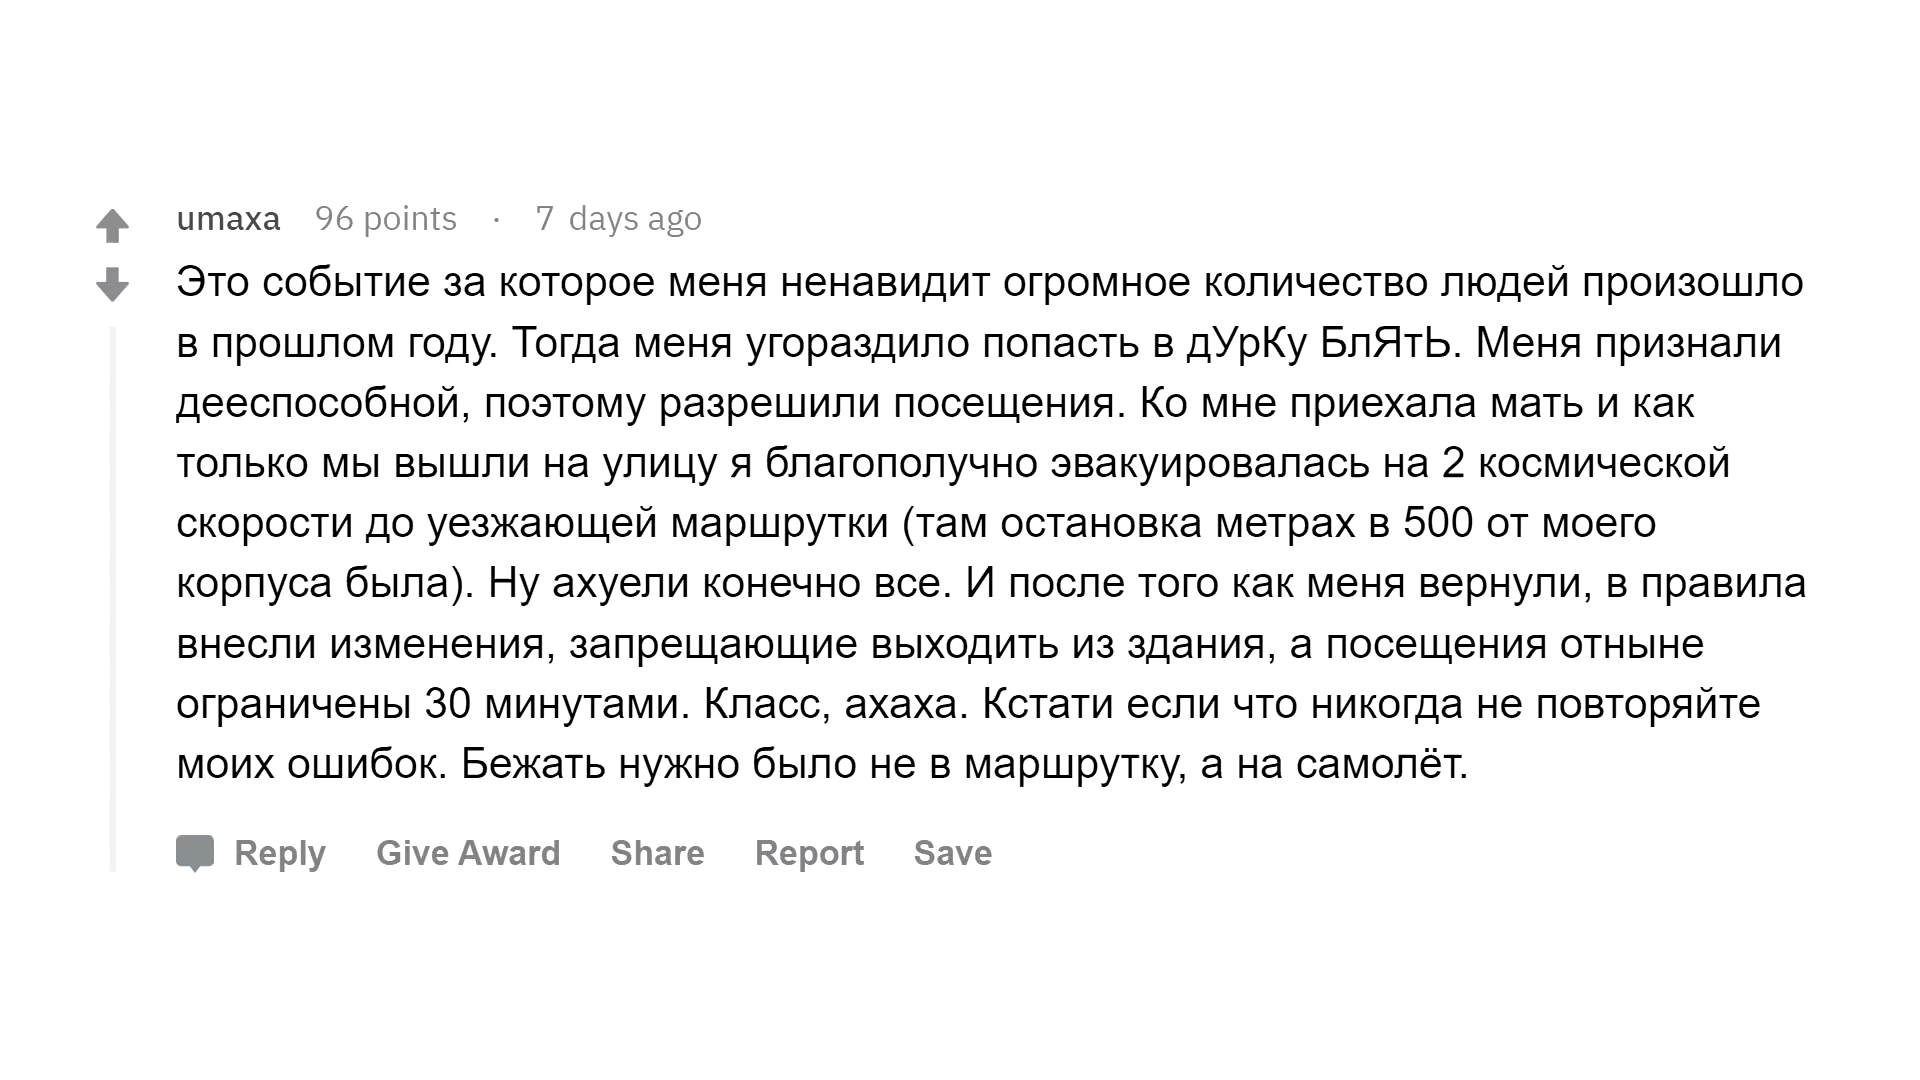 umaxa 96 points · 7 days ago
Это событие за которое меня ненавидит огромное количество людей произошло
в прошлом году. Тогда меня угораздило попасть в дУрКу БлЯтЬ. Меня признали
дееспособной, поэтому разрешили посещения. Ко мне приехала мать и как
только мы вышли на улицу я благополучно эвакуировалась на 2 космической
скорости до уезжающей маршрутки (там остановка метрах в 500 от моего
корпуса была). Ну ахуели конечно все. И после того как меня вернули, в правила
внесли изменения, запрещающие выходить из здания, а посещения отныне
ограничены 30 минутами. Класс, ахаха. Кстати если что никогда не повторяйте
моих ошибок. Бежать нужно было не в маршрутку, а на самолёт.
Reply Give Award Share Report Save